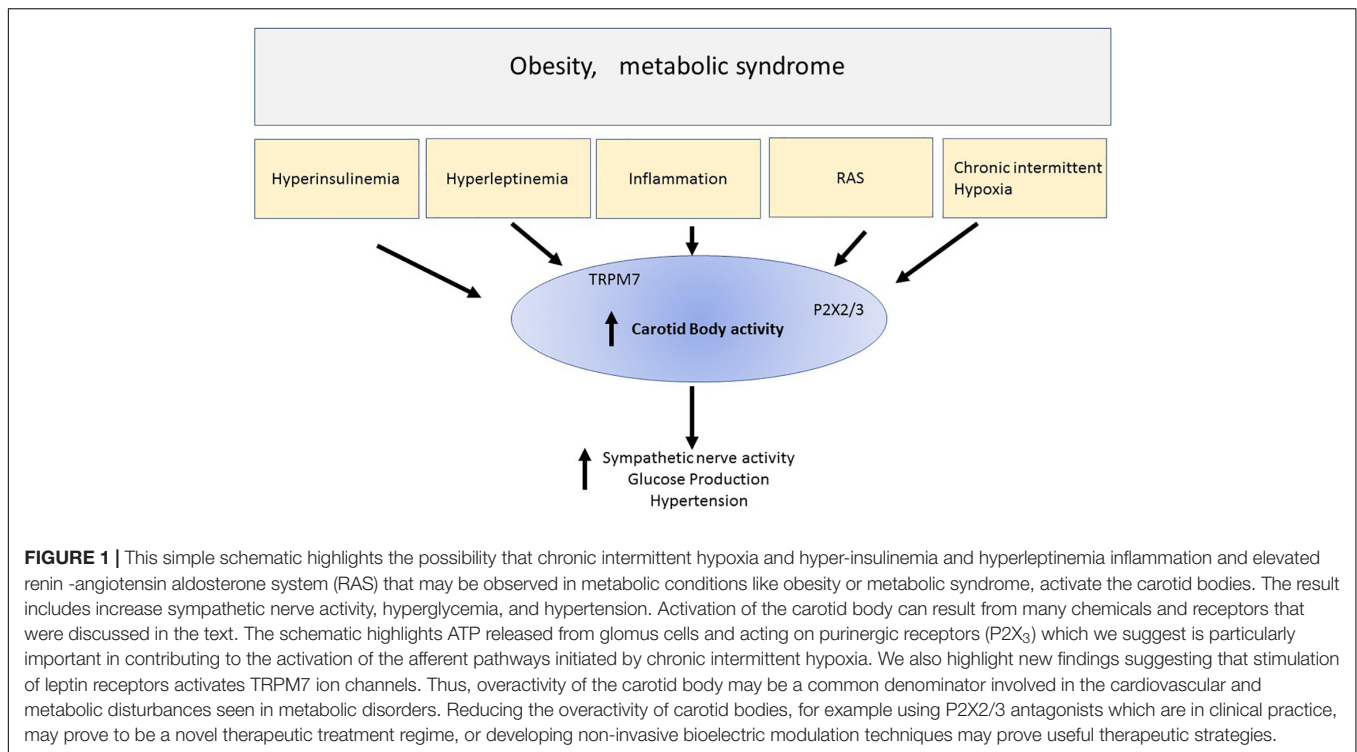 Obesity, metabolic syndrome
Hyperinsulinemia
Hyperleptinemia
Inflammation
RAS
Chronic intermittent
Hypoxia
TRPM7
P2X2/3
Carotid Body activity
Sympathetic nerve activity
Glucose Production
Hypertension
FIGURE 1 | This simple schematic highlights the possibility that chronic intermittent hypoxia and hyper-insulinemia and hyperleptinemia inflammation and elevated
renin -angiotensin aldosterone system (RAS) that may be observed in metabolic conditions like obesity or metabolic syndrome, activate the carotid bodies. The result
includes increase sympathetic nerve activity, hyperglycemia, and hypertension. Activation of the carotid body can result from many chemicals and receptors that
were discussed in the text. The schematic highlights ATP released from glomus cells and acting on purinergic receptors (P2X₃) which we suggest is particularly
important in contributing to the activation of the afferent pathways initiated by chronic intermittent hypoxia. We also highlight new findings suggesting that stimulation
of leptin receptors activates TRPM7 ion channels. Thus, overactivity of the carotid body may be a common denominator involved in the cardiovascular and
metabolic disturbances seen in metabolic disorders. Reducing the overactivity of carotid bodies, for example using P2X2/3 antagonists which are in clinical practice,
may prove to be a novel therapeutic treatment regime, or developing non-invasive bioelectric modulation techniques may prove useful therapeutic strategies.